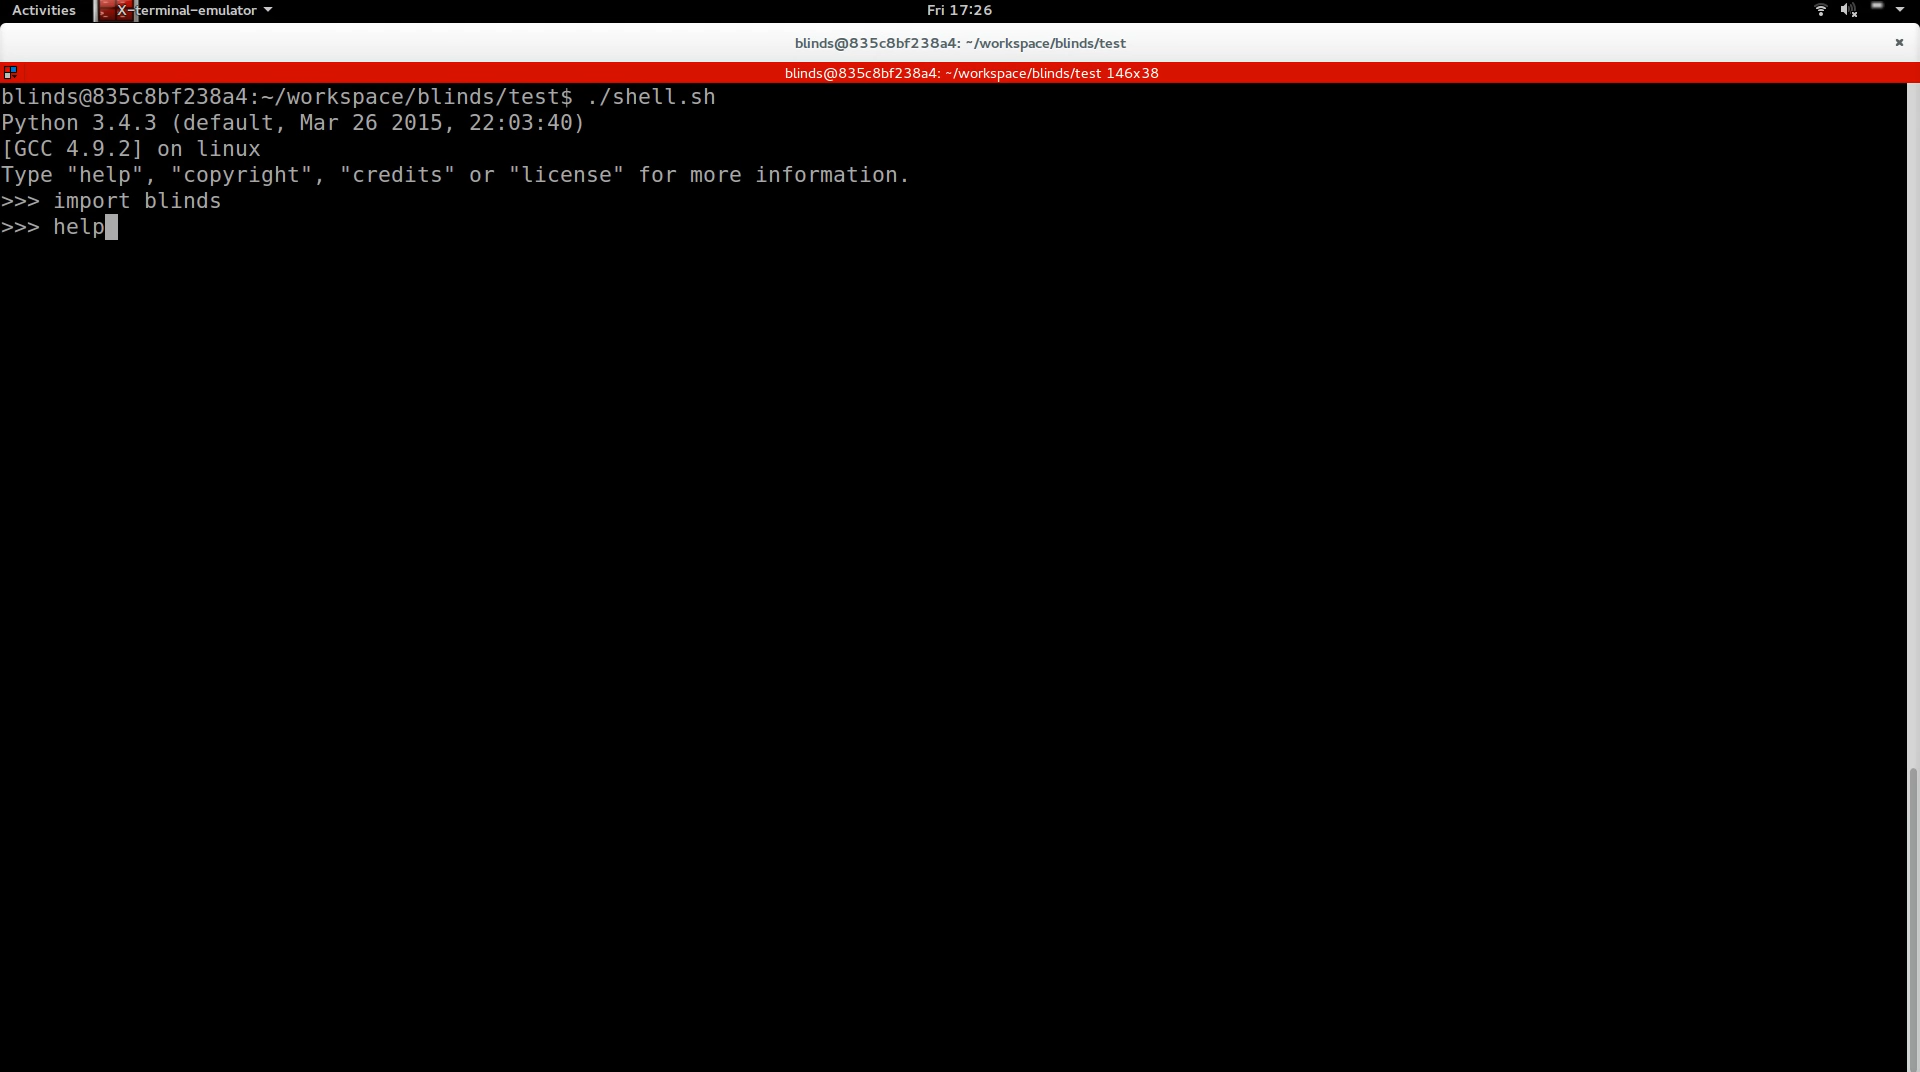 Activities X-terminal-emulator Fri 17:26
blinds@835c8bf238a4: ~/workspace/blinds/test
blinds@835c8bf238a4: ~/workspace/blinds/test 146x38
blinds@835c8bf238a4:~/workspace/blinds/test$ ./shell.sh
Python 3.4.3 (default, Mar 26 2015, 22:03:40)
[GCC 4.9.2] on linux
Type "help", "copyright", "credits" or "license" for more information.
>>> import blinds
>>> help